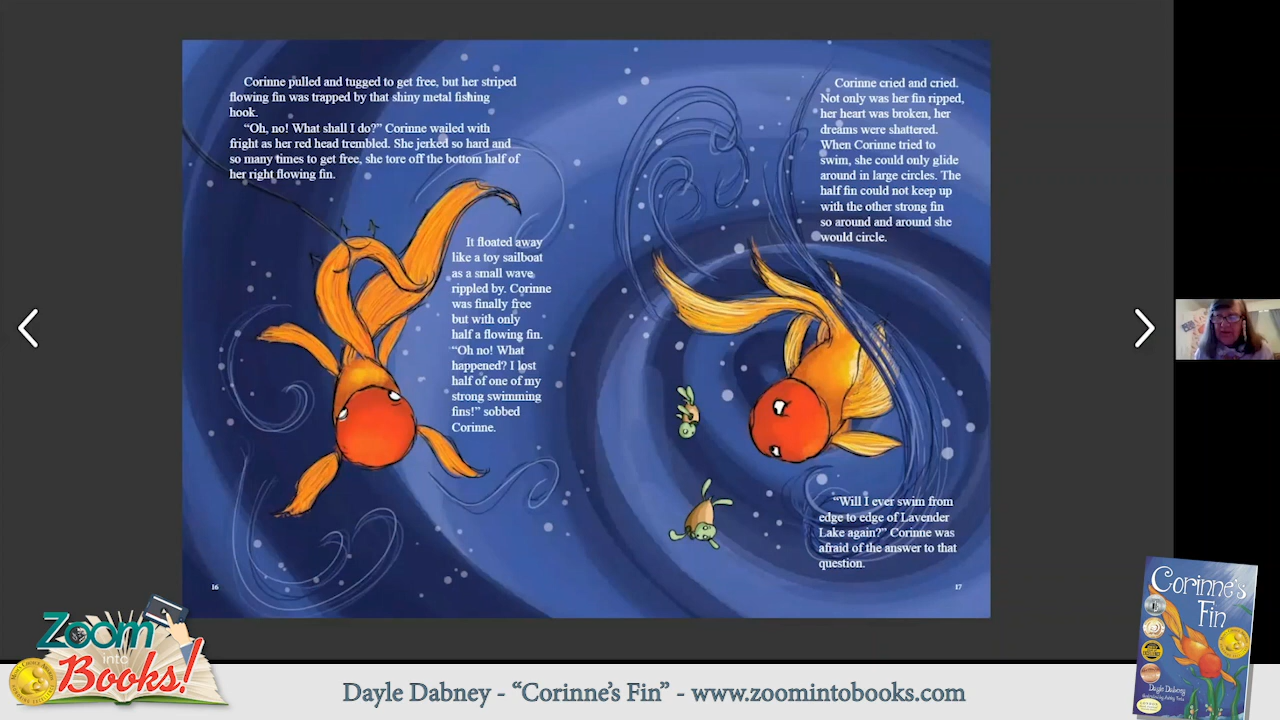 Corinne pulled and tugged to get free, but her striped
flowing fin was trapped by that shiny metal fishing
hook.
“Oh, no! What shall I do?” Corinne wailed with
fright as her red head trembled. She jerked so hard and
so many times to get free, she tore off the bottom half of
her right flowing fin.
It floated away
like a toy sailboat
as a small wave
rippled by. Corinne
was finally free
but with only
half a flowing fin.
“Oh no! What
happened? I lost
half of one of my
strong swimming
fins!” sobbed
Corinne.
16
Corinne cried and cried.
Not only was her fin ripped,
her heart was broken, her
dreams were shattered.
When Corinne tried to
swim, she could only glide
around in large circles. The
half fin could not keep up
with the other strong fin
so around and around she
would circle.
“Will I ever swim from
edge to edge of Lavender
Lake again?” Corinne was
afraid of the answer to that
question.
17
Zoom
into
Books!
Dayle Dabney - “Corinne’s Fin” - www.zoomintobooks.com
Corinne's
Fin
Dayle Dabney